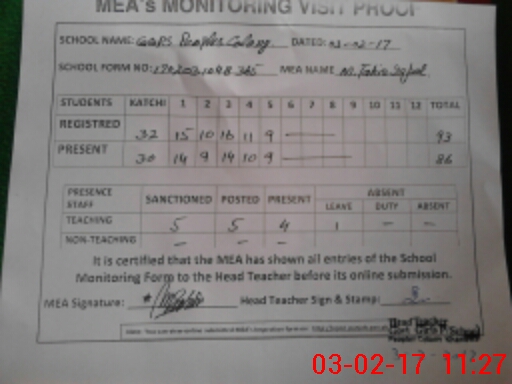 MEA's MONITORING VISIT PROOF
SCHOOL NAME: GGPS Peoples Colony DATED: 03-02-17
SCHOOL FORM NO: MEA NAME M. Tahir
STUDENTS KATCHI 1 2 3 4 5 6 7 8 9 10 11 12 TOTAL
REGISTRED 32 15 10 16 11 9 93
PRESENT 30 14 9 14 10 9 86
PRESENCE STAFF SANCTIONED POSTED PRESENT ABSENT
LEAVE DUTY ABSENT
TEACHING 5 5 4 1 – –
NON-TEACHING – – –
It is certified that the MEA has shown all entries of the School
Monitoring Form to the Head Teacher before its online submission.
MEA Signature: Head Teacher Sign & Stamp:
Head Teacher
Govt. Girls P. School
Peoples Colony
03-02-17 11:27